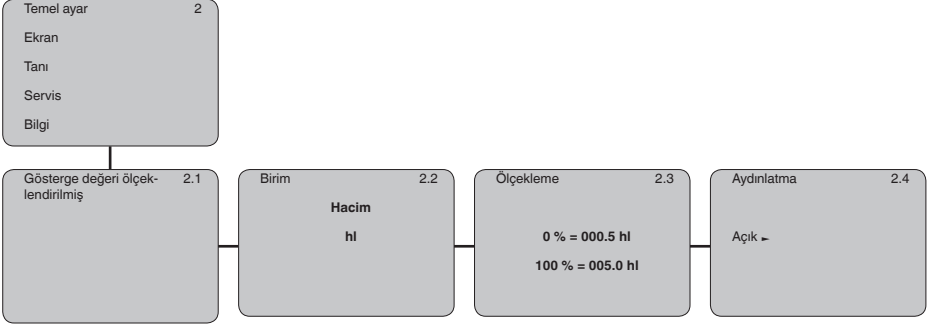 Temel ayar 2
Ekran
Tanı
Servis
Bilgi
Gösterge değeri ölçek- 2.1
lendirilmiş
Birim 2.2
Hacim
hl
Ölçekleme 2.3
0 % = 000.5 hl
100 % = 005.0 hl
Aydınlatma 2.4
Açık ►